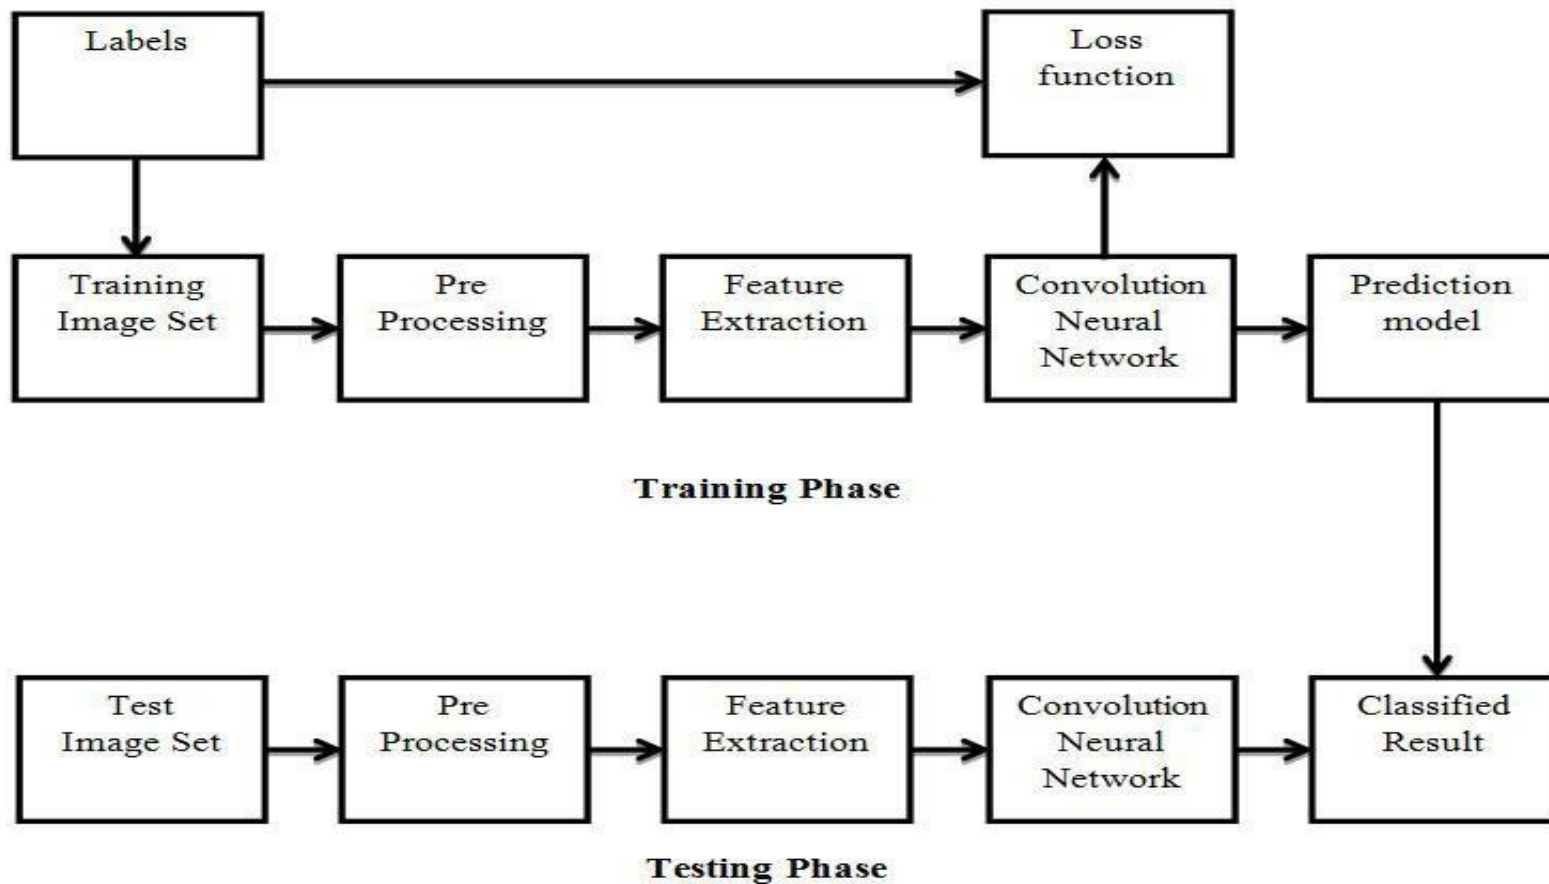 Labels
Loss
function
Training
Image Set
Pre
Processing
Feature
Extraction
Convolution
Neural
Network
Prediction
model
Training Phase
Test
Image Set
Pre
Processing
Feature
Extraction
Convolution
Neural
Network
Classified
Result
Testing Phase